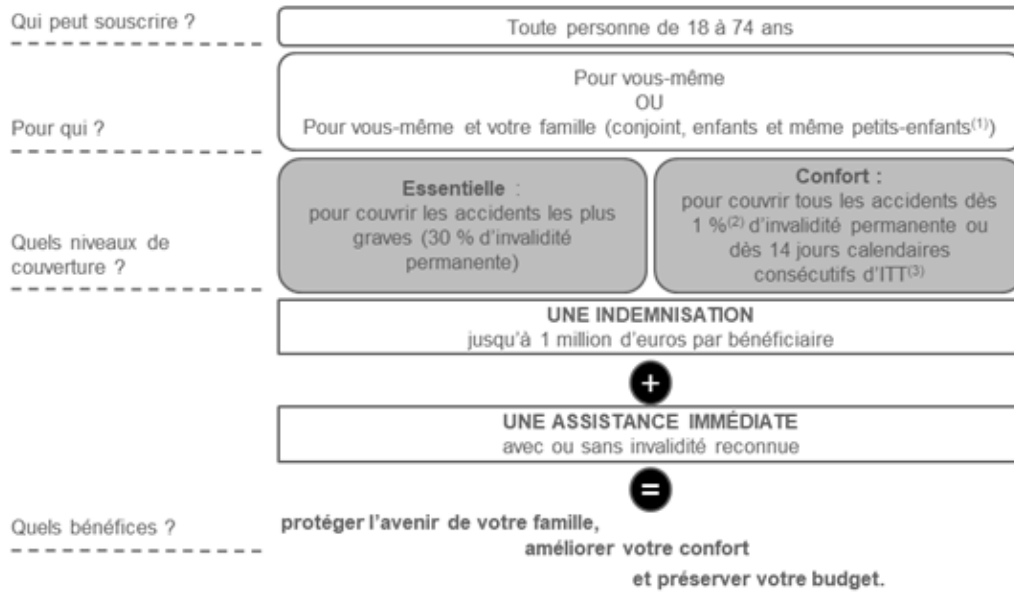 Qui peut souscrire ?
Toute personne de 18 à 74 ans
Pour qui ?
Pour vous-même
OU
Pour vous-même et votre famille (conjoint, enfants et même petits-enfants(1))
Quels niveaux de
couverture ?
Essentielle :
pour couvrir les accidents les plus
graves (30 % d'invalidité
permanente)
Confort :
pour couvrir tous les accidents dès
1 %(2) d'invalidité permanente ou
dès 14 jours calendaires
consécutifs d'ITT(3)
UNE INDEMNISATION
jusqu'à 1 million d'euros par bénéficiaire
+
UNE ASSISTANCE IMMÉDIATE
avec ou sans invalidité reconnue
=
Quels bénéfices ?
protéger l'avenir de votre famille,
améliorer votre confort
et préserver votre budget.